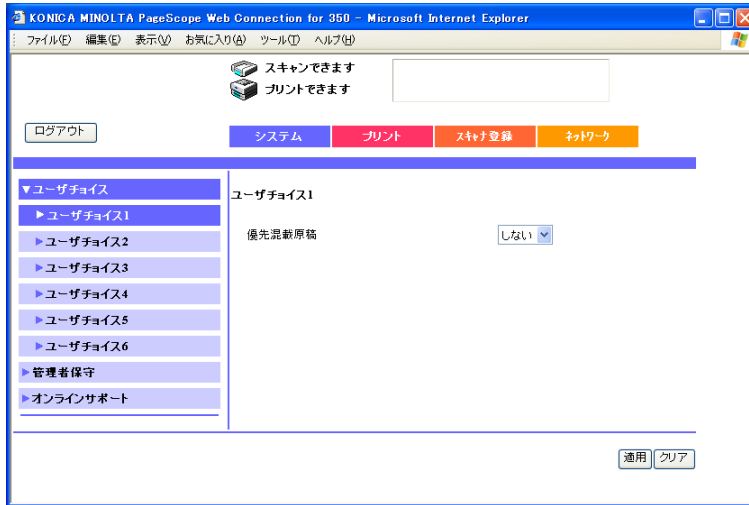 KONICA MINOLTA PageScope Web Connection for 350 - Microsoft Internet Explorer
ファイル(F) 編集(E) 表示(V) お気に入り(A) ツール(T) ヘルプ(H)
スキャンできます
プリントできます
ログアウト
システム プリント スキャナ登録 ネットワーク
▼ユーザチョイス
▶ユーザチョイス1
▶ユーザチョイス2
▶ユーザチョイス3
▶ユーザチョイス4
▶ユーザチョイス5
▶ユーザチョイス6
▶管理者保守
▶オンラインサポート
ユーザチョイス1
優先混載原稿 しない
適用 クリア